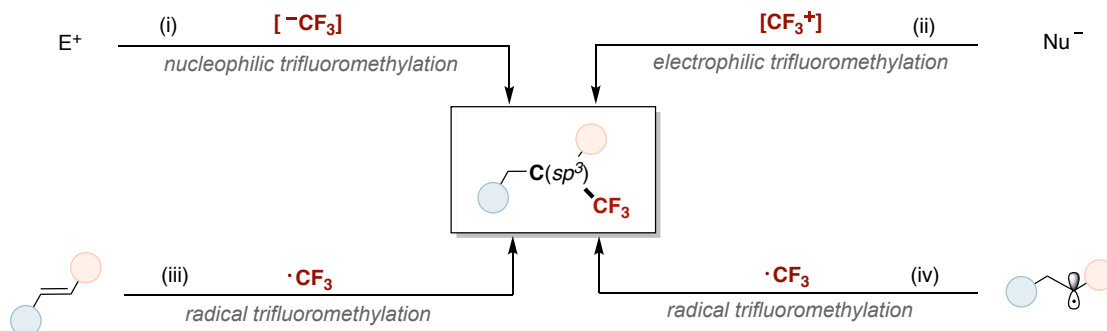 E⁺ (i) [⁻CF₃] [CF₃⁺] (ii) Nu⁻
nucleophilic trifluoromethylation electrophilic trifluoromethylation
C(sp³)
CF₃
(iii) ·CF₃ ·CF₃ (iv)
radical trifluoromethylation radical trifluoromethylation